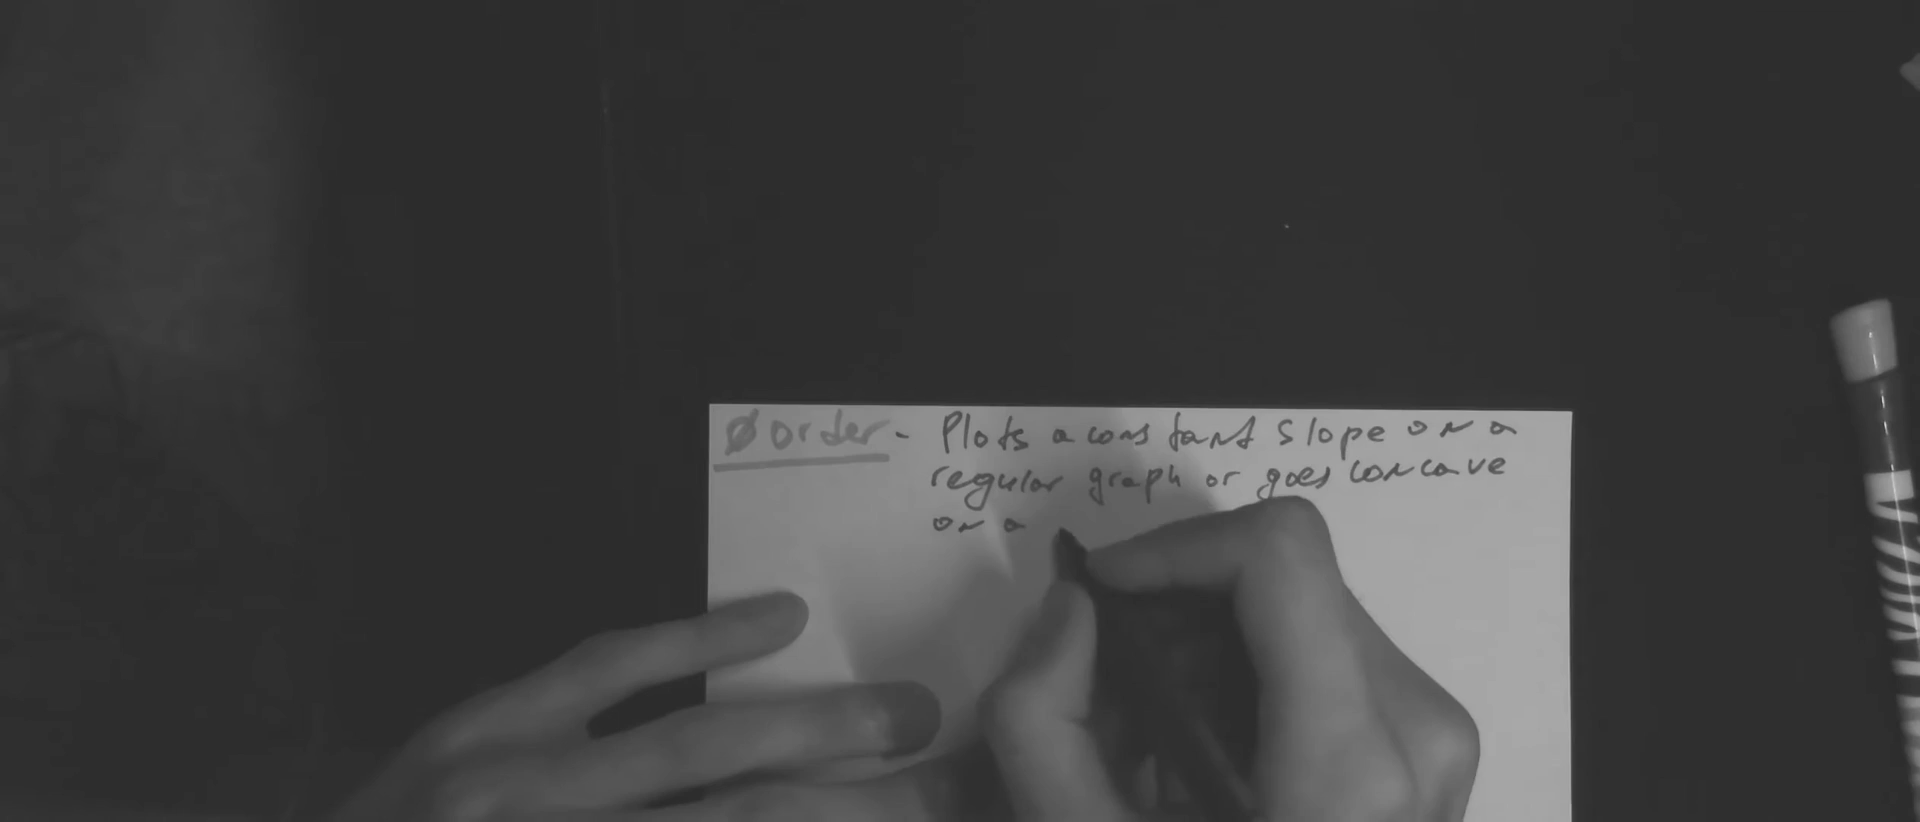 Ø order - Plots a constant slope on a
regular graph or goes concave
on a